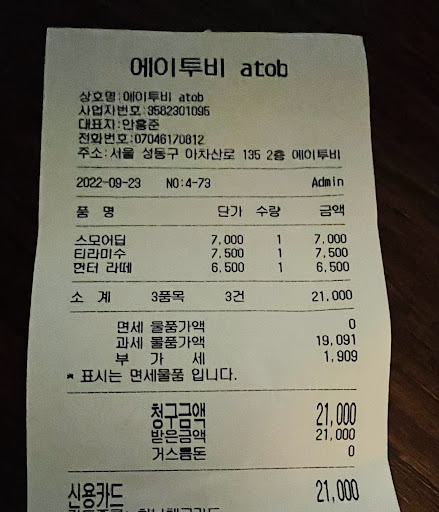 에이투비 atob
상호명:에이투비 atob
사업자번호:3582301095
대표자:안홍준
전화번호:07046170812
주소:서울 성동구 아차산로 135 2층 에이투비
2022-09-23 NO:4-73 Admin
품 명 단가 수량 금액
스모어딥 7,000 1 7,000
티라미수 7,500 1 7,500
먼터 라떼 6,500 1 6,500
소 계 3품목 3건 21,000
면세 물품가액 0
과세 물품가액 19,091
부 가 세 1,909
* 표시는 면세물품 입니다.
청구금액 21,000
받은금액 21,000
거스름돈 0
신용카드 21,000